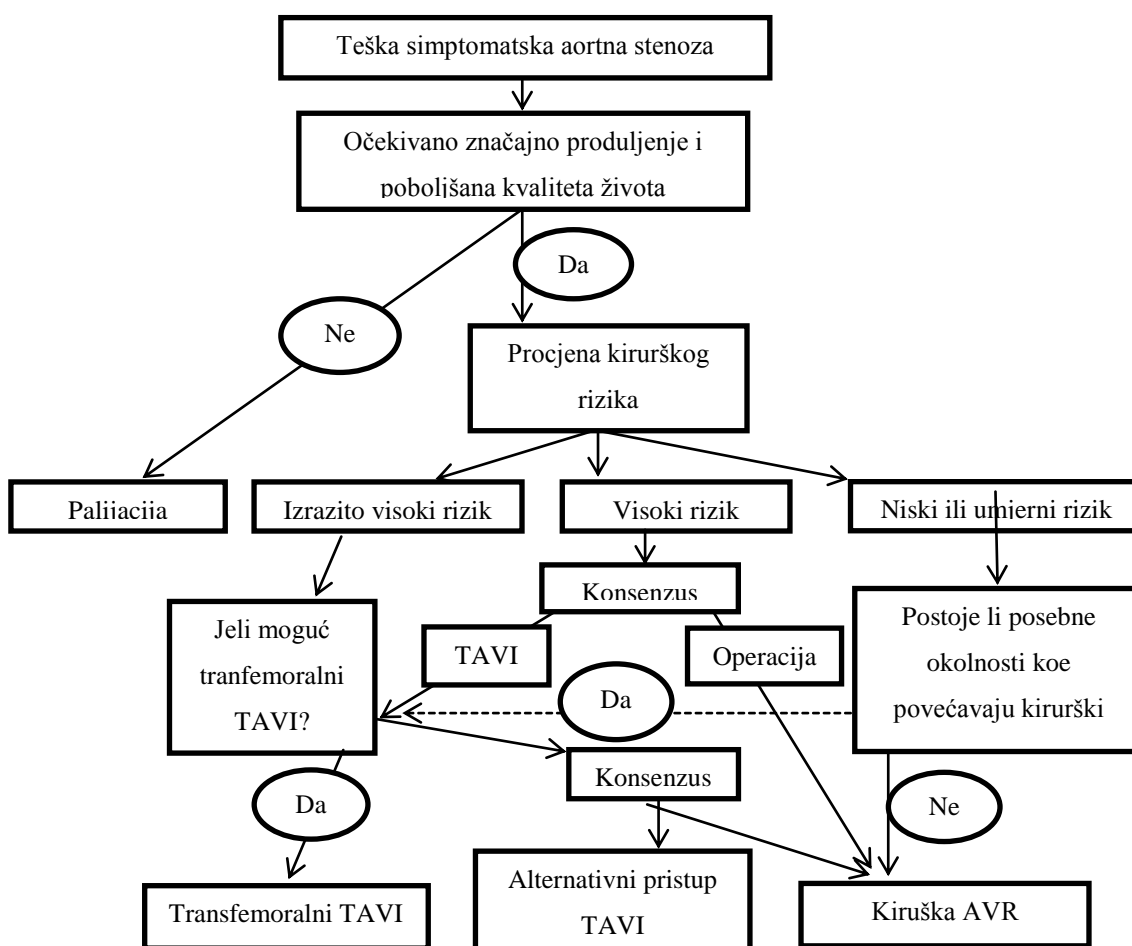 Teška simptomatska aortna stenoza
Očekivano značajno produljenje i
poboljšana kvaliteta života
Da
Ne
Procjena kirurškog
rizika
Palijacija
Izrazito visoki rizik
Visoki rizik
Niski ili umjerni rizik
Konsenzus
Jeli moguć
tranfemoralni
TAVI?
TAVI
Operacija
Postoje li posebne
okolnosti koe
povećavaju kirurški
Da
Konsenzus
Da
Ne
Transfemoralni TAVI
Alternativni pristup
TAVI
Kiruška AVR